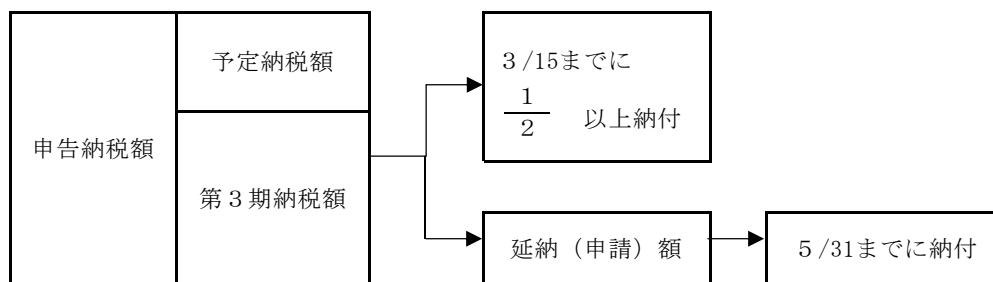 申告納税額
予定納税額
第３期納税額
３/15までに
1
2
以上納付
延納（申請）額
５/31までに納付